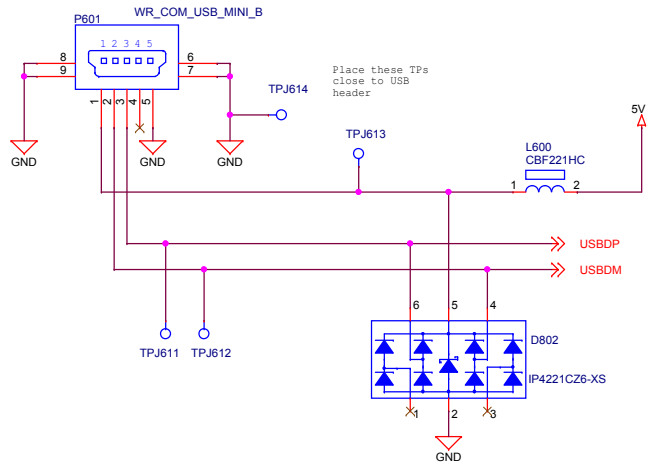 WR_COM_USB_MINI_B
P601
1 2 3 4 5
8
9
6
7
1
2
3
4
5
GND
GND
GND
TPJ614
Place these TPs
close to USB
header
TPJ613
5V
L600
CBF221HC
1
2
USBDP
USBDM
TPJ611
TPJ612
6
5
4
D802
IP4221CZ6-XS
1
2
3
GND